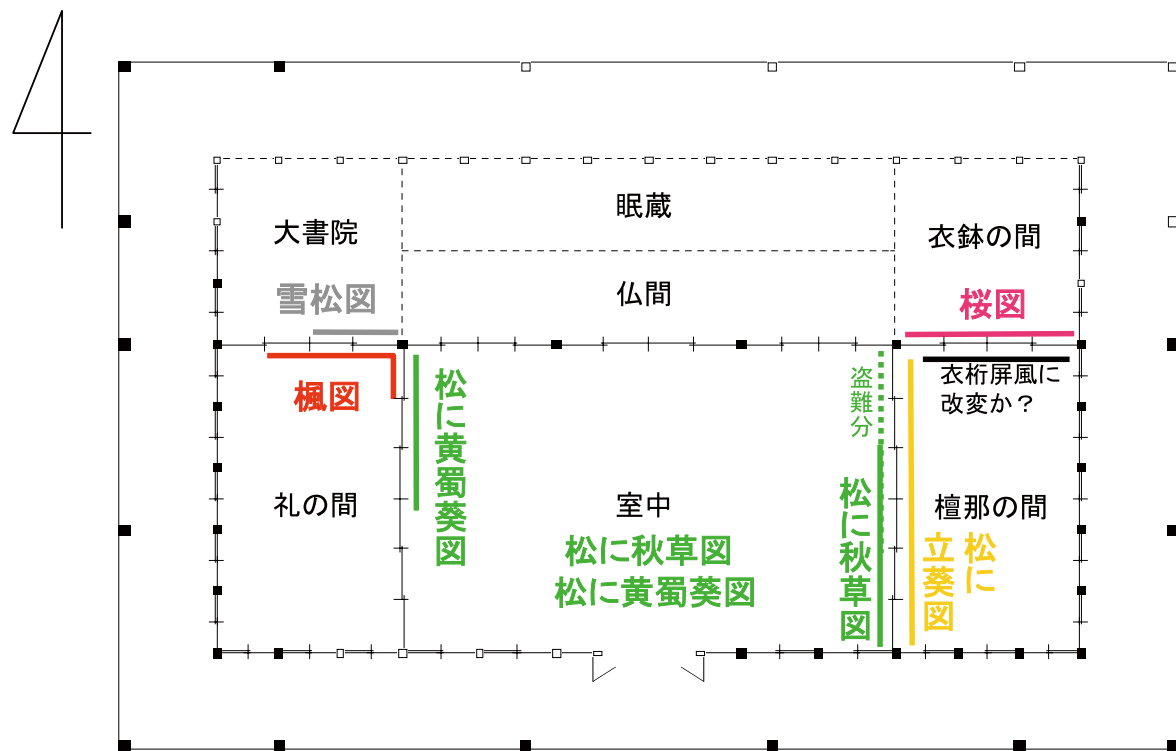 眠蔵
大書院
衣鉢の間
仏間
雪松図
桜図
楓図
松に黄蜀葵図
盗難分
衣桁屏風に
改変か？
礼の間
室中
松に秋草図
松に黄蜀葵図
松に秋草図
檀那の間
松に
立葵図